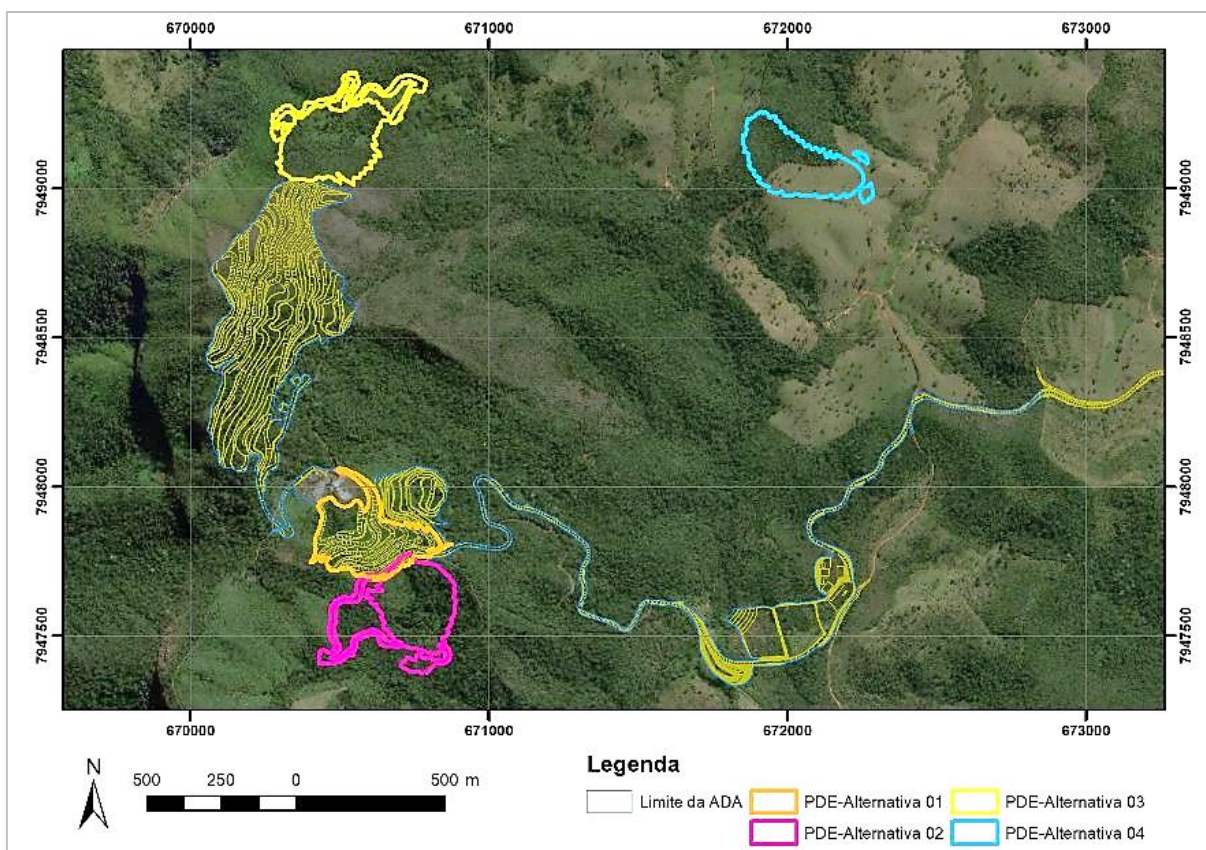 670000 671000 672000 673000
7949000 7949000
7948500 7948500
7948000 7948000
7947500 7947500
670000 671000 672000 673000
N
500 250 0 500 m
Legenda
Limite da ADA PDE-Alternativa 01 PDE-Alternativa 03
PDE-Alternativa 02 PDE-Alternativa 04